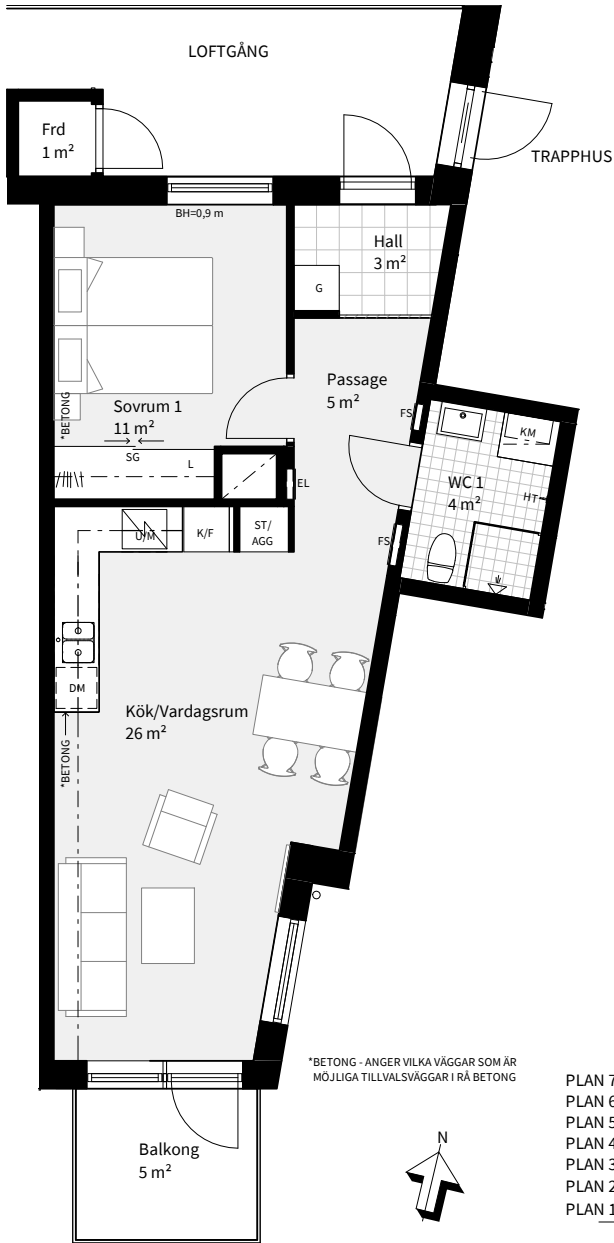 LOFTGÅNG
Frd
1 m²
TRAPPHUS
BH=0,9 m
Hall
3 m²
G
Passage
5 m²
*BETONG
Sovrum 1
11 m²
SG
L
FS
KM
WC 1
4 m²
HT
EL
U/M
K/F
ST/
AGG
FS
DM
Kök/Vardagsrum
26 m²
*BETONG
*BETONG - ANGER VILKA VÄGGAR SOM ÄR
MÖJLIGA TILLVALSVÄGGAR I RÅ BETONG
Balkong
5 m²
N
PLAN 7
PLAN 6
PLAN 5
PLAN 4
PLAN 3
PLAN 2
PLAN 1